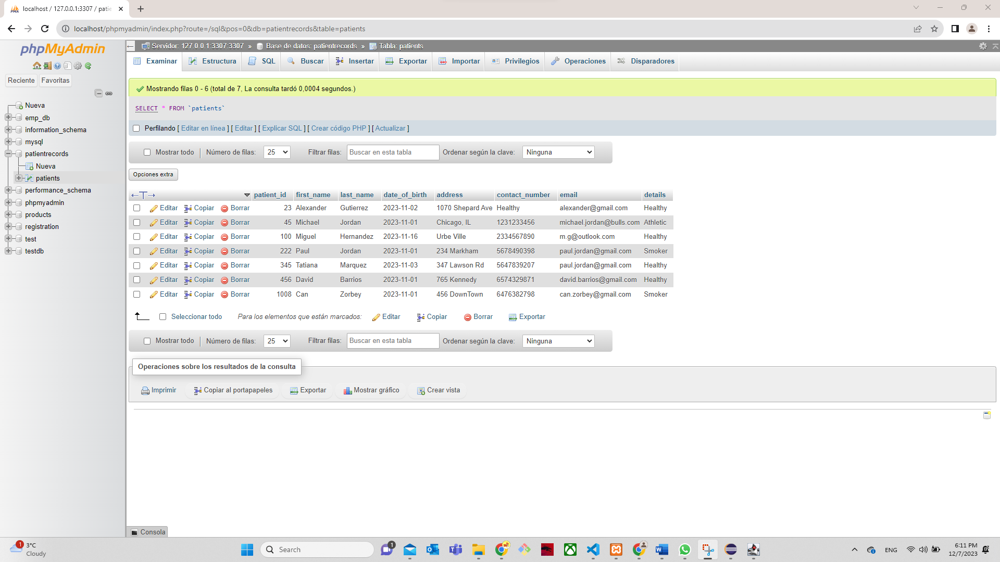 localhost / 127.0.0.1:3307 / patie
localhost/phpmyadmin/index.php?route=/sql&pos=0&db=patientrecords&table=patients
phpMyAdmin
Reciente Favoritas
Nueva
emp_db
information_schema
mysql
patientrecords
Nueva
patients
performance_schema
phpmyadmin
products
registration
test
testdb
Servidor: 127.0.0.1:3307:3307 » Base de datos: patientrecords » Tabla: patients
Examinar Estructura SQL Buscar Insertar Exportar Importar Privilegios Operaciones Disparadores
Mostrando filas 0 - 6 (total de 7, La consulta tardó 0,0004 segundos.)
SELECT * FROM `patients`
Perfilando [ Editar en línea ] [ Editar ] [ Explicar SQL ] [ Crear código PHP ] [ Actualizar ]
Mostrar todo | Número de filas: 25 Filtrar filas: Buscar en esta tabla Ordenar según la clave: Ninguna
Opciones extra
←T→ patient_id first_name last_name date_of_birth address contact_number email details
Editar Copiar Borrar 23 Alexander Gutierrez 2023-11-02 1070 Shepard Ave Healthy alexander@gmail.com Healthy
Editar Copiar Borrar 45 Michael Jordan 2023-11-01 Chicago, IL 1231233456 michael.jordan@bulls.com Athletic
Editar Copiar Borrar 100 Miguel Hernandez 2023-11-16 Urbe Ville 2334567890 m.g@outlook.com Healthy
Editar Copiar Borrar 222 Paul Jordan 2023-11-01 234 Markham 5678490398 paul.jordan@gmail.com Smoker
Editar Copiar Borrar 345 Tatiana Marquez 2023-11-03 347 Lawson Rd 5647839207 paul.jordan@gmail.com Healthy
Editar Copiar Borrar 456 David Barrios 2023-11-01 765 Kennedy 6574329871 david.barrios@gmail.com Healthy
Editar Copiar Borrar 1008 Can Zorbey 2023-11-01 456 DownTown 6476382798 can.zorbey@gmail.com Smoker
Seleccionar todo Para los elementos que están marcados: Editar Copiar Borrar Exportar
Mostrar todo | Número de filas: 25 Filtrar filas: Buscar en esta tabla Ordenar según la clave: Ninguna
Operaciones sobre los resultados de la consulta
Imprimir Copiar al portapapeles Exportar Mostrar gráfico Crear vista
Consola
1 3°C
Cloudy
Search
1
ENG
6:11 PM
12/7/2023